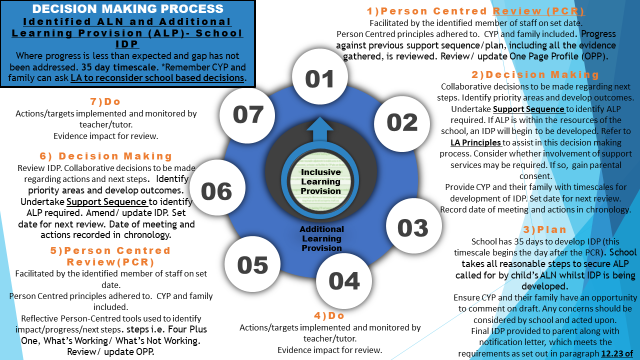 DECISION MAKING PROCESS
Identified ALN and Additional
Learning Provision (ALP)- School
IDP
Where progress is less than expected and gap has
not been addressed. 35 day timescale. *Remember CYP and
family can ask LA to reconsider school based decisions.
1)Person Centred Review (PCR)
Facilitated by the identified member of staff on set date.
Person Centred principles adhered to. CYP and family included. Progress
against previous support sequence/plan, including all the evidence
gathered, is reviewed. Review/ update One Page Profile (OPP).
2)Decision Making
Collaborative decisions to be made regarding next
steps. Identify priority areas and develop outcomes.
Undertake Support Sequence to identify ALP
required. If ALP is within the resources of the
school, an IDP will begin to be developed. Refer to
LA Principles to assist in this decision making
process. Consider whether involvement of support
services may be required. If so, gain parental
consent.
Provide CYP and their family with timescales for
development of IDP. Set date for next review.
Record date of meeting and actions in chronology.
3)Plan
School has 35 days to develop IDP (this
timescale begins the day after the PCR). School
takes all reasonable steps to secure ALP
called for by child's ALN whilst IDP is being
developed.
Ensure CYP and their family have an opportunity
to comment on draft. Any concerns should be
considered by school and acted upon.
Final IDP provided to parent along with
notification letter, which meets the
requirements as set out in paragraph 12.23 of
4)Do
Actions/targets implemented and monitored by
teacher/tutor.
Evidence impact for review.
5)Person Centred
Review(PCR)
Facilitated by the identified member of staff on set
date.
Person Centred principles adhered to. CYP and family
included.
Reflective Person-Centred tools used to identify
impact/progress/next steps. steps i.e. Four Plus
One, What's Working/ What's Not Working.
Review/ update OPP.
6) Decision Making
Review IDP. Collaborative decisions to be made
regarding actions and next steps. Identify
priority areas and develop outcomes.
Undertake Support Sequence to identify
ALP required. Amend/ update IDP. Set
date for next review. Date of meeting and
actions recorded in chronology.
7)Do
Actions/targets implemented and monitored by
teacher/tutor.
Evidence impact for review.
01
02
03
04
05
06
07
Inclusive
Learning
Provision
Additional
Learning
Provision